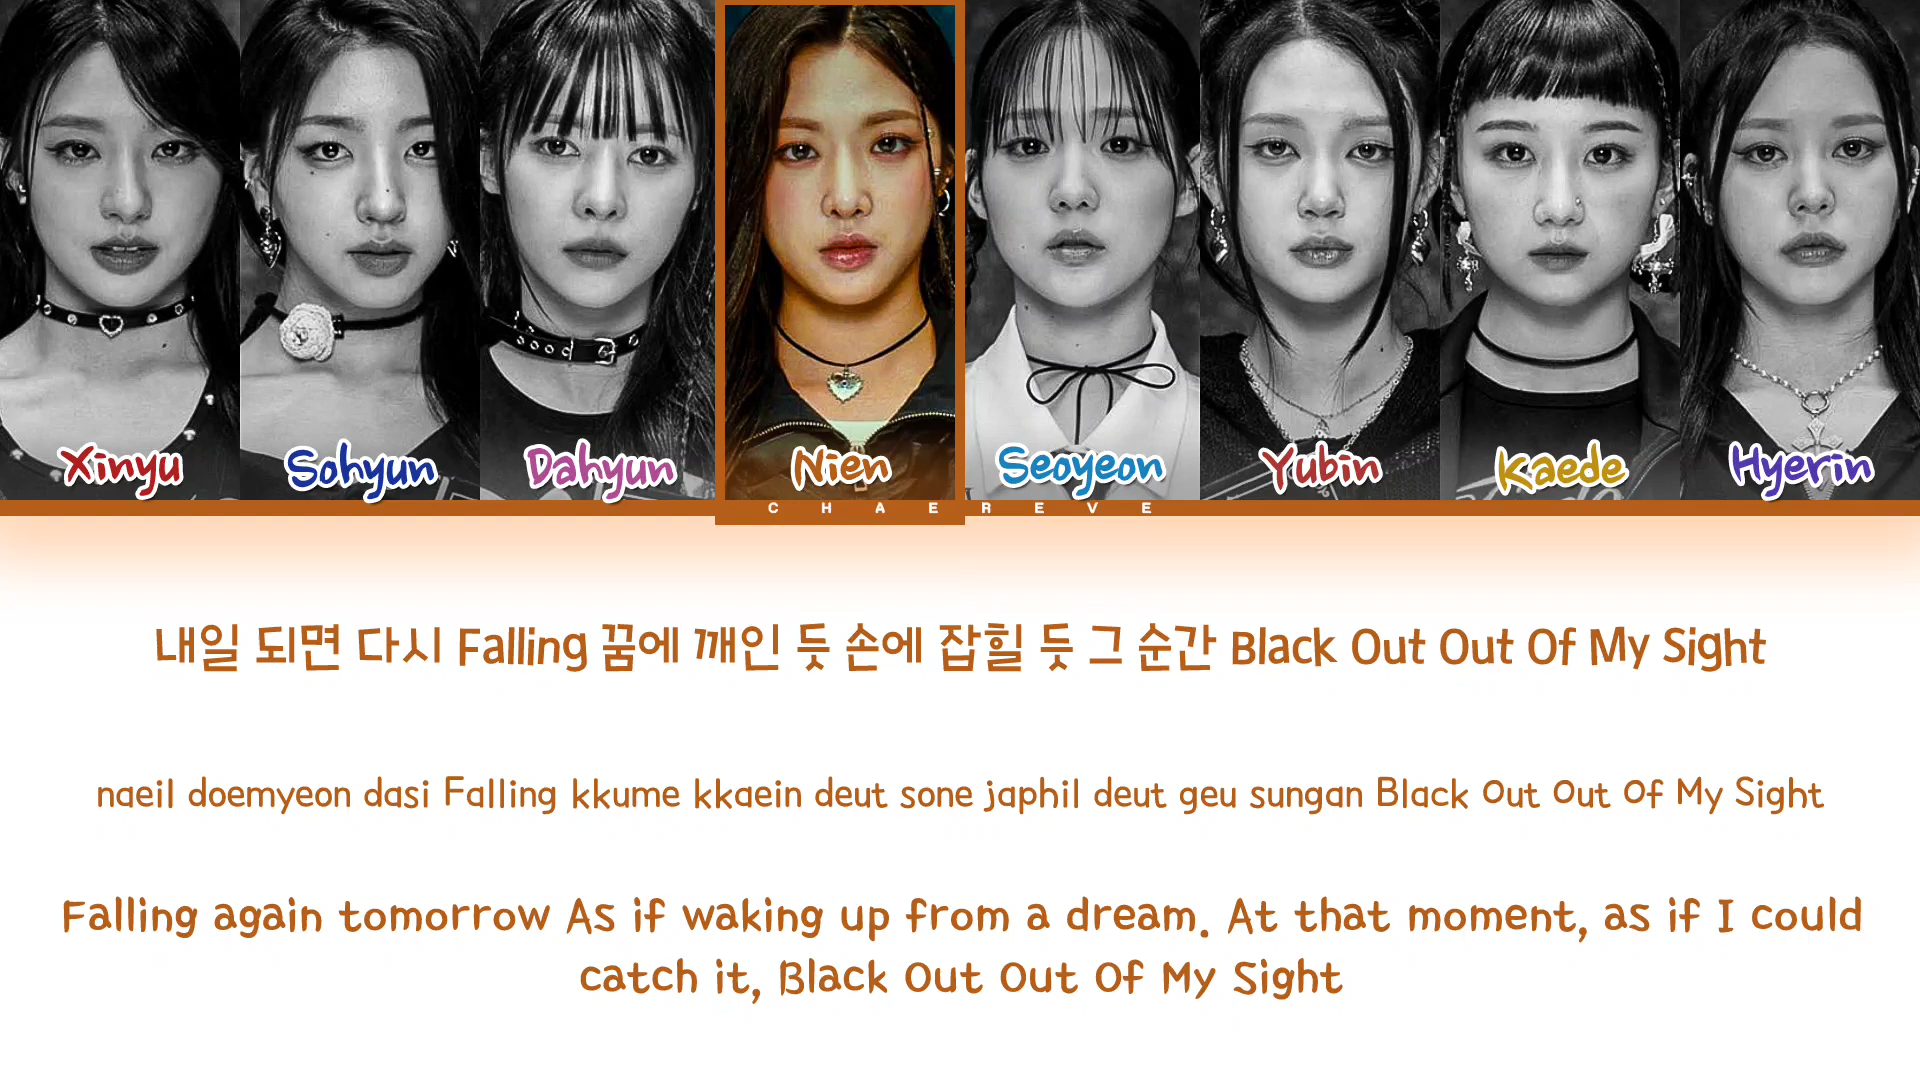 Xinyu Sohyun Dahyun Nien Seoyeon Yubin Kaede Hyerin
CHAEREVE
내일 되면 다시 Falling 꿈에 깨인 듯 손에 잡힐 듯 그 순간 Black Out Out Of My Sight
naeil doemyeon dasi Falling kkume kkaein deut sone japhil deut geu sungan Black Out Out Of My Sight
Falling again tomorrow As if waking up from a dream. At that moment, as if I could
catch it, Black Out Out Of My Sight